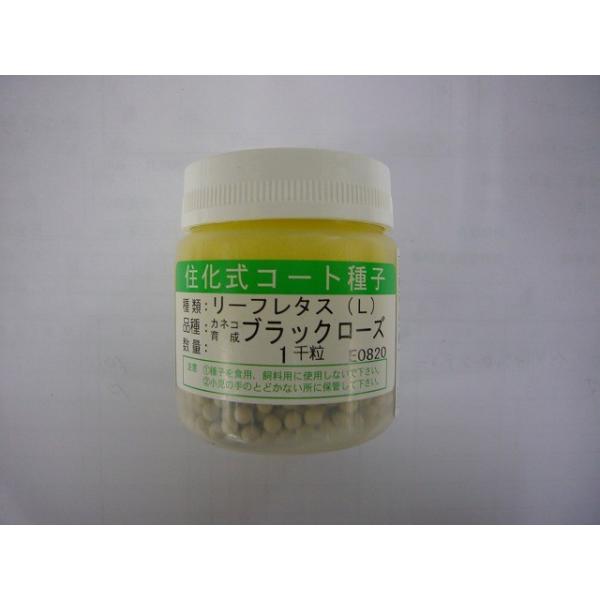 住化式コート種子
種類：リーフレタス（L）
品種：カネコ育成ブラックローズ
数量：1千粒 E0820
注意 ①種子を食用、飼料用に使用しないで下さい。
②小児の手のとどかない所に保管して下さい。